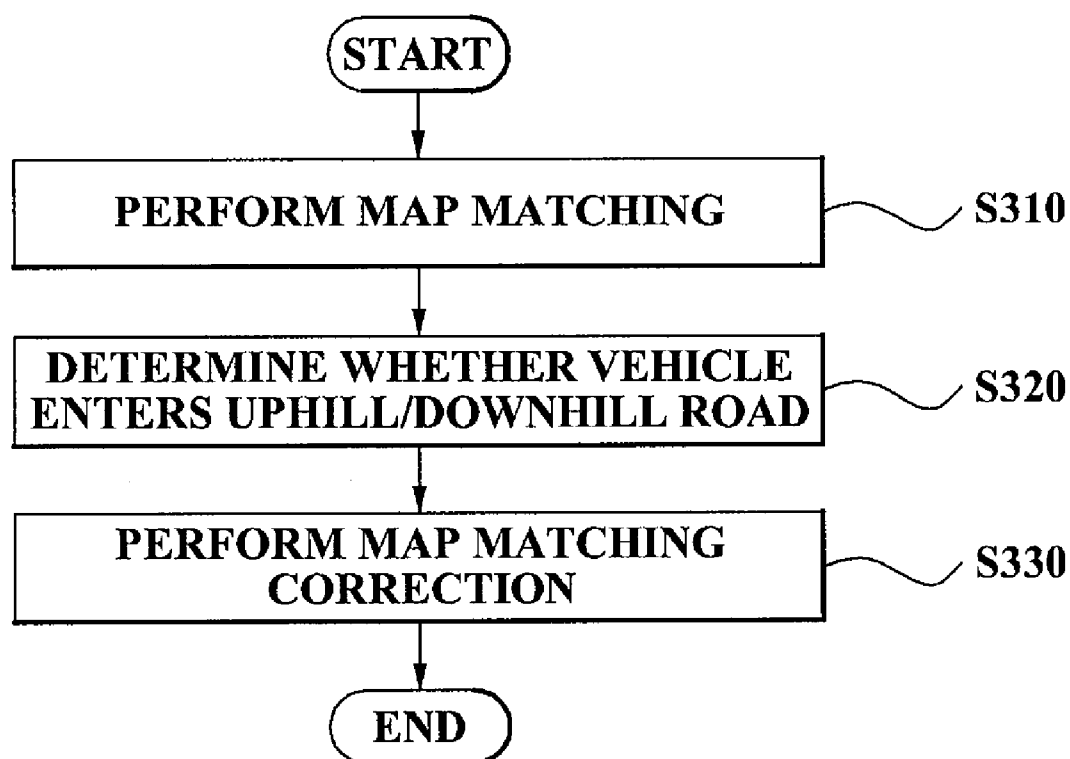 START
PERFORM MAP MATCHING
S310
DETERMINE WHETHER VEHICLE
ENTERS UPHILL/DOWNHILL ROAD
S320
PERFORM MAP MATCHING
CORRECTION
S330
END